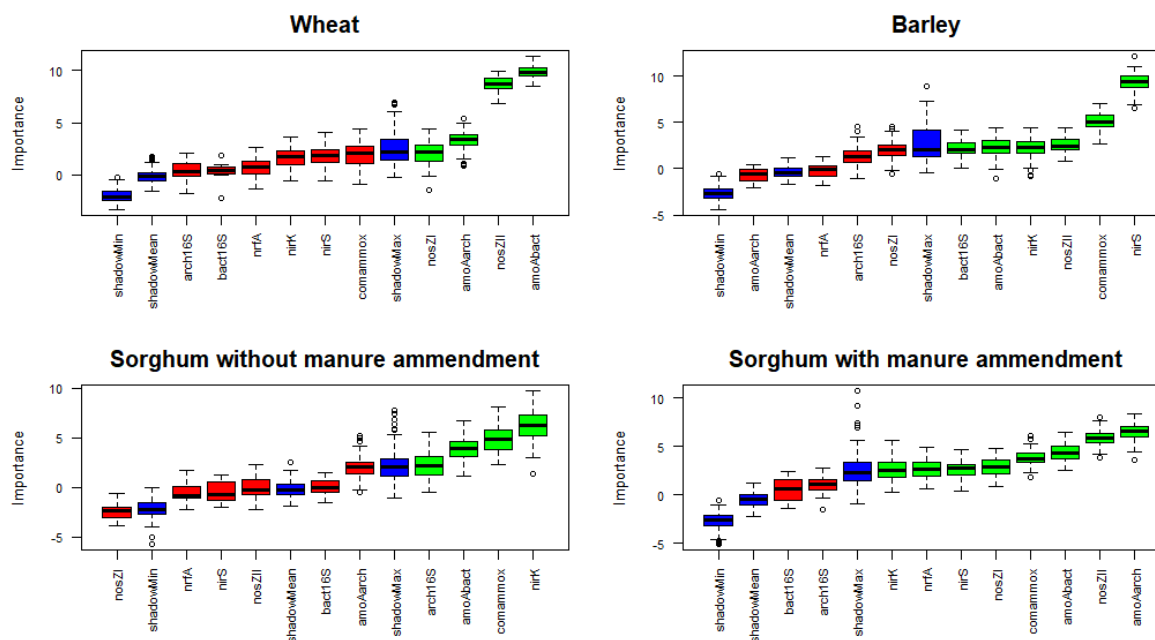 Wheat
Importance
10
5
0
shadowMin
shadowMean
arch16S
bact16S
nrfA
nirK
nirS
comammox
shadowMax
nosZI
amoAarch
nosZII
amoAbact
Barley
Importance
10
5
0
-5
shadowMin
amoAarch
shadowMean
nrfA
arch16S
nosZI
shadowMax
bact16S
amoAbact
nirK
nosZII
comammox
nirS
Sorghum without manure ammendment
Importance
10
5
0
-5
nosZI
shadowMin
nrfA
nirS
nosZII
shadowMean
bact16S
amoAarch
shadowMax
arch16S
amoAbact
comammox
nirK
Sorghum with manure ammendment
Importance
10
5
0
-5
shadowMin
shadowMean
bact16S
arch16S
shadowMax
nirK
nrfA
nirS
nosZI
comammox
amoAbact
nosZII
amoAarch